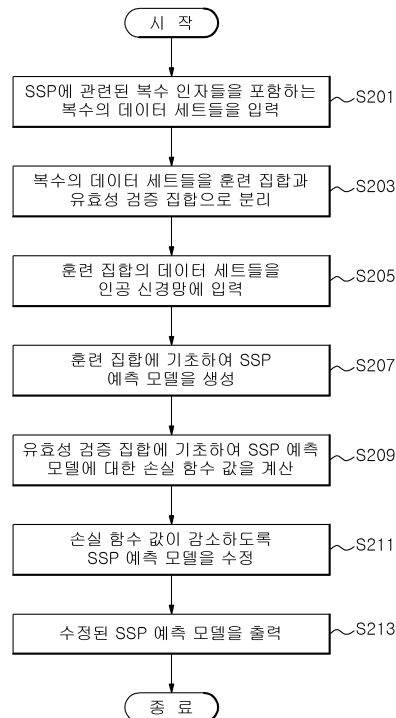 시 작
SSP에 관련된 복수 인자들을 포함하는
복수의 데이터 세트들을 입력
S201
복수의 데이터 세트들을 훈련 집합과
유효성 검증 집합으로 분리
S203
훈련 집합의 데이터 세트들을
인공 신경망에 입력
S205
훈련 집합에 기초하여 SSP
예측 모델을 생성
S207
유효성 검증 집합에 기초하여 SSP 예측
모델에 대한 손실 함수 값을 계산
S209
손실 함수 값이 감소하도록
SSP 예측 모델을 수정
S211
수정된 SSP 예측 모델을 출력
S213
종 료